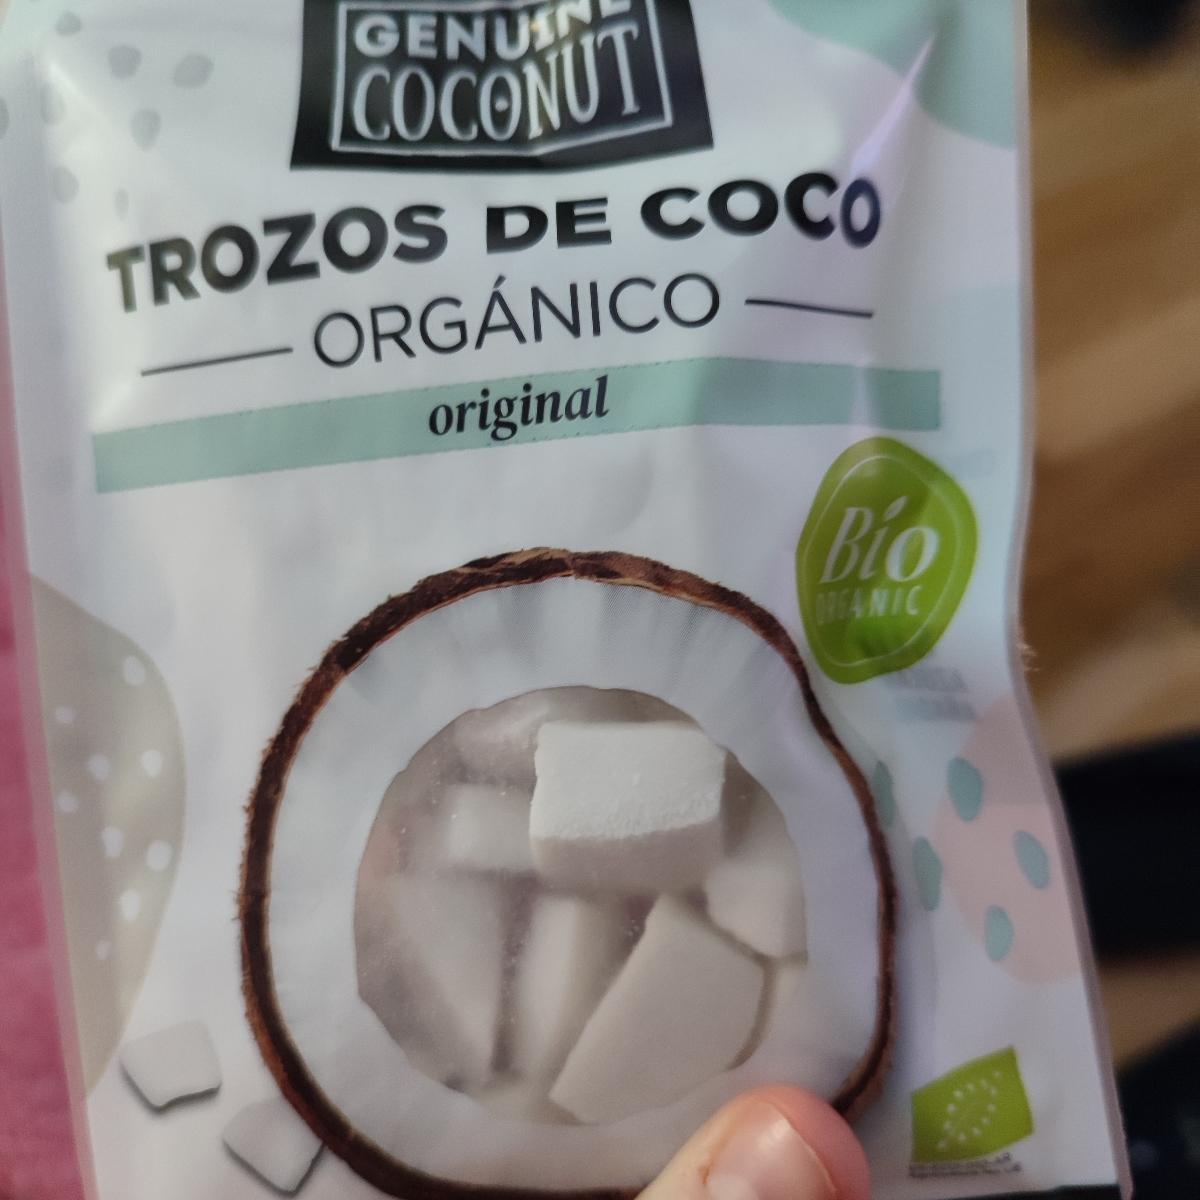 GENUINE
COCONUT
TROZOS DE COCO
ORGÁNICO
original
Bio
ORGANIC